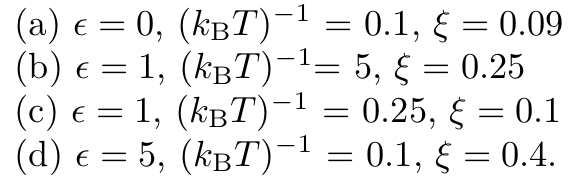 (a) ϵ = 0, (k_B T)^{-1} = 0.1, ξ = 0.09
(b) ϵ = 1, (k_B T)^{-1}= 5, ξ = 0.25
(c) ϵ = 1, (k_B T)^{-1} = 0.25, ξ = 0.1
(d) ϵ = 5, (k_B T)^{-1} = 0.1, ξ = 0.4.